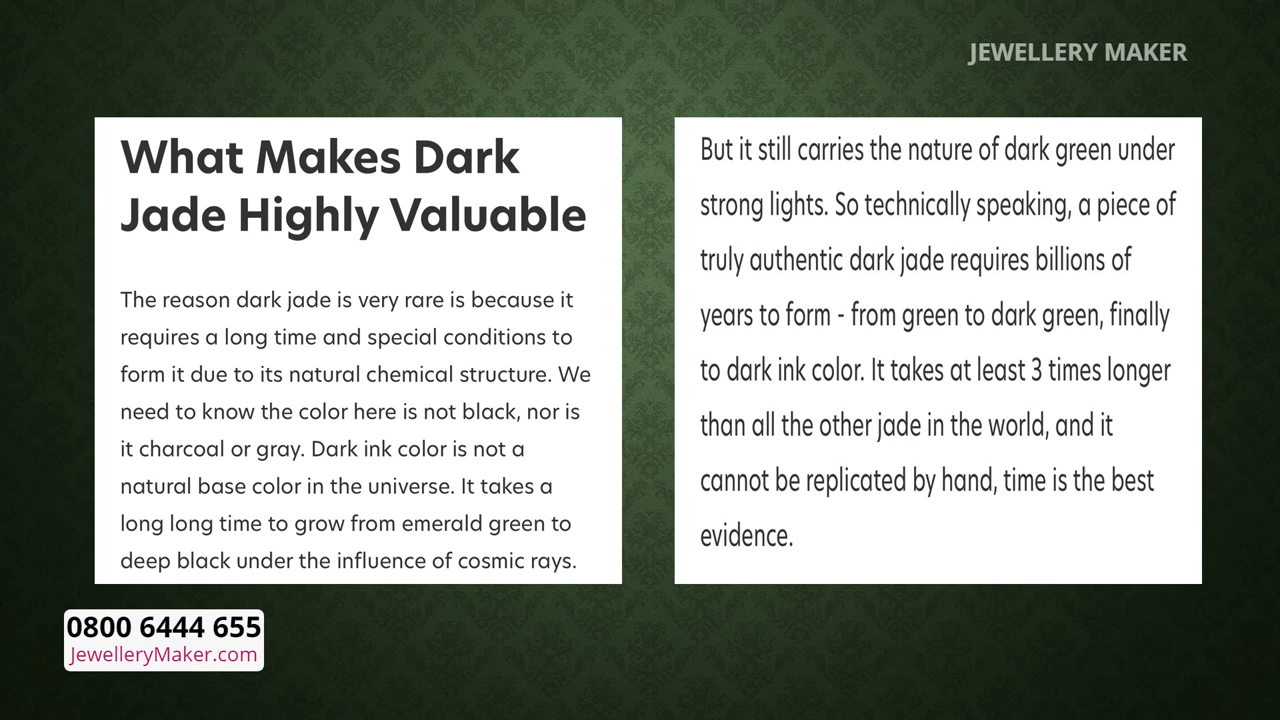 JEWELLERY MAKER
What Makes Dark
Jade Highly Valuable
The reason dark jade is very rare is because it
requires a long time and special conditions to
form it due to its natural chemical structure. We
need to know the color here is not black, nor is
it charcoal or gray. Dark ink color is not a
natural base color in the universe. It takes a
long long time to grow from emerald green to
deep black under the influence of cosmic rays.
But it still carries the nature of dark green under
strong lights. So technically speaking, a piece of
truly authentic dark jade requires billions of
years to form - from green to dark green, finally
to dark ink color. It takes at least 3 times longer
than all the other jade in the world, and it
cannot be replicated by hand, time is the best
evidence.
0800 6444 655
JewelleryMaker.com